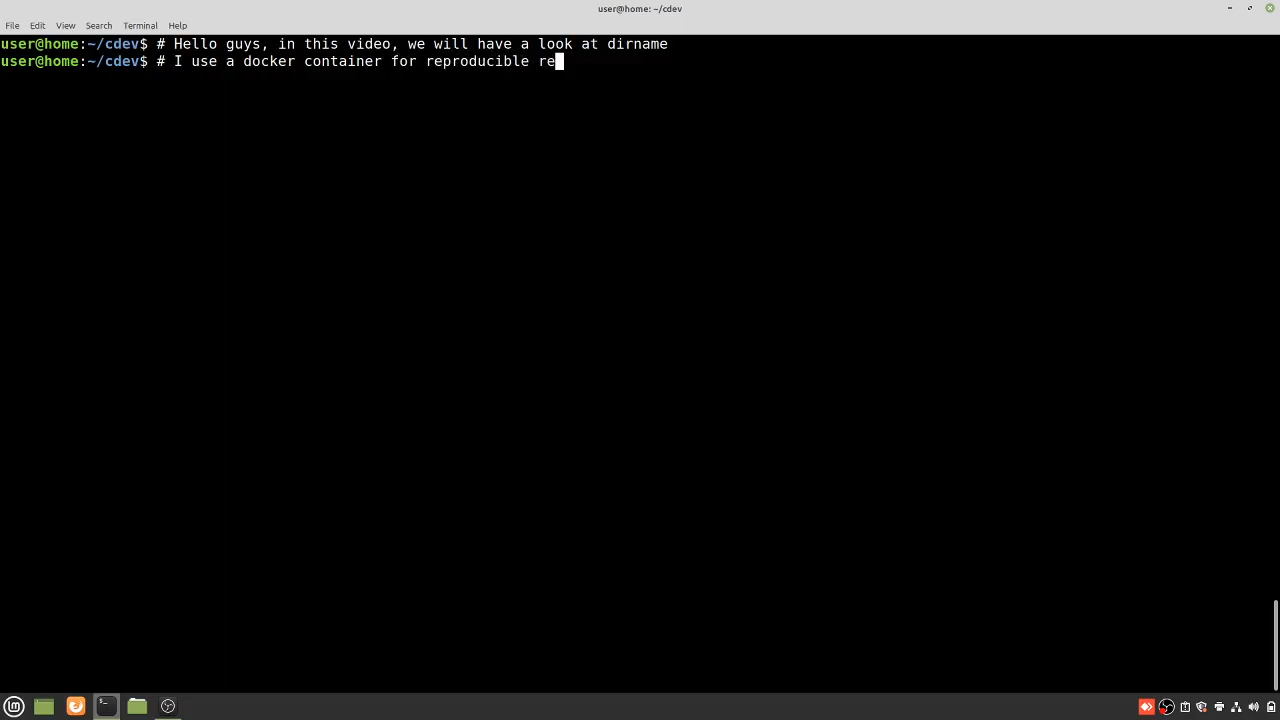 user@home: ~/cdev
File Edit View Search Terminal Help
user@home:~/cdev$ # Hello guys, in this video, we will have a look at dirname
user@home:~/cdev$ # I use a docker container for reproducible re